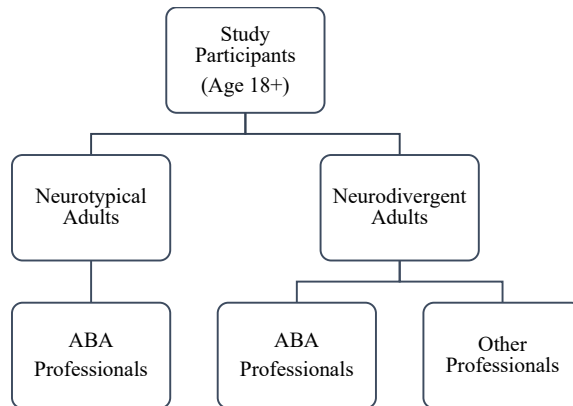 Study
Participants
(Age 18+)
Neurotypical
Adults
Neurodivergent
Adults
ABA
Professionals
ABA
Professionals
Other
Professionals